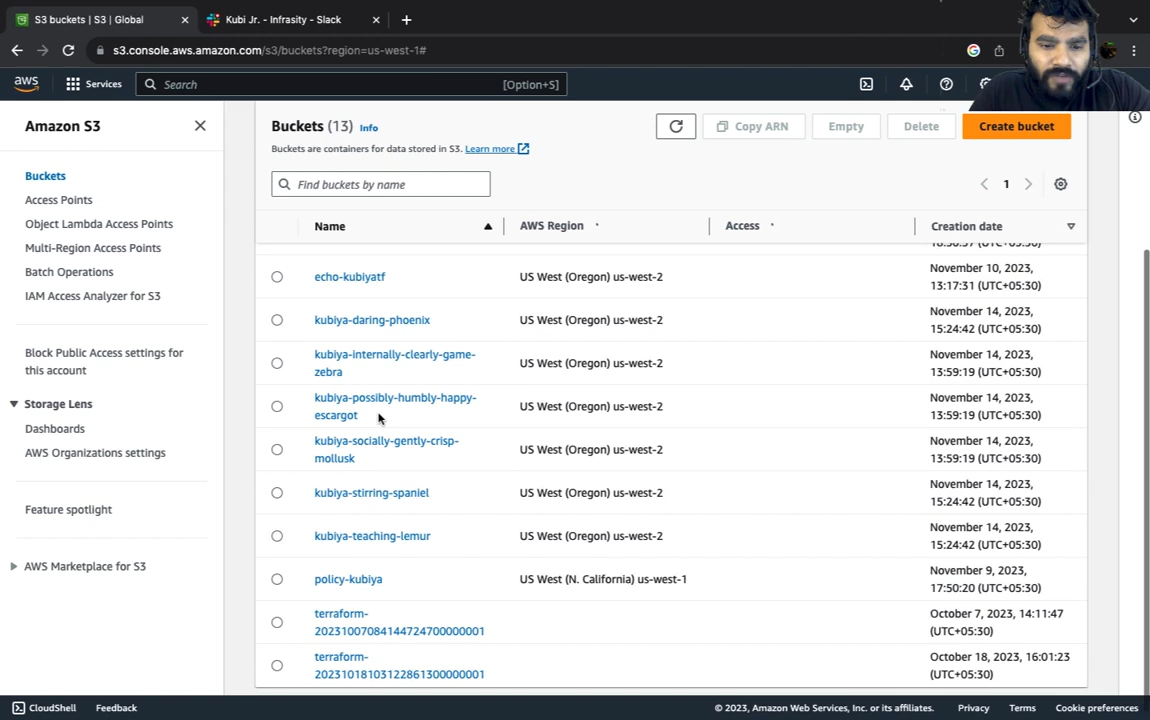 S3 buckets | S3 | Global
Kubi Jr. - Infrasity - Slack
s3.console.aws.amazon.com/s3/buckets?region=us-west-1#
aws
Services
Search
[Option+S]
Amazon S3
Buckets
Access Points
Object Lambda Access Points
Multi-Region Access Points
Batch Operations
IAM Access Analyzer for S3
Block Public Access settings for
this account
Storage Lens
Dashboards
AWS Organizations settings
Feature spotlight
AWS Marketplace for S3
Buckets (13) Info
Copy ARN
Empty
Delete
Create bucket
Buckets are containers for data stored in S3. Learn more
Find buckets by name
1
Name
AWS Region
Access
Creation date
echo-kubiyatf
US West (Oregon) us-west-2
November 10, 2023,
13:17:31 (UTC+05:30)
kubiya-daring-phoenix
US West (Oregon) us-west-2
November 14, 2023,
15:24:42 (UTC+05:30)
kubiya-internally-clearly-game-
zebra
US West (Oregon) us-west-2
November 14, 2023,
13:59:19 (UTC+05:30)
kubiya-possibly-humbly-happy-
escargot
US West (Oregon) us-west-2
November 14, 2023,
13:59:19 (UTC+05:30)
kubiya-socially-gently-crisp-
mollusk
US West (Oregon) us-west-2
November 14, 2023,
13:59:19 (UTC+05:30)
kubiya-stirring-spaniel
US West (Oregon) us-west-2
November 14, 2023,
15:24:42 (UTC+05:30)
kubiya-teaching-lemur
US West (Oregon) us-west-2
November 14, 2023,
15:24:42 (UTC+05:30)
policy-kubiya
US West (N. California) us-west-1
November 9, 2023,
17:50:20 (UTC+05:30)
terraform-
20231007084144724700000001
October 7, 2023, 14:11:47
(UTC+05:30)
terraform-
20231018103122861300000001
October 18, 2023, 16:01:23
(UTC+05:30)
CloudShell
Feedback
© 2023, Amazon Web Services, Inc. or its affiliates.
Privacy
Terms
Cookie preferences